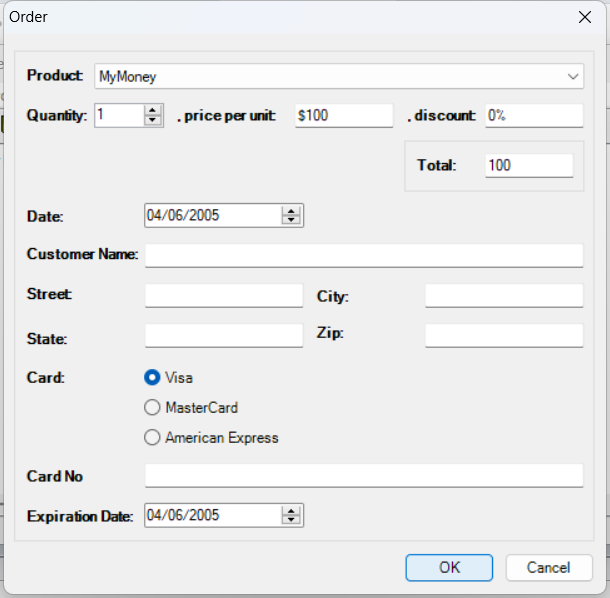 Order
Product: MyMoney
Quantity: 1 , price per unit: $100 , discount: 0%
Total: 100
Date: 04/06/2005
Customer Name:
Street: City:
State: Zip:
Card: Visa
MasterCard
American Express
Card No
Expiration Date: 04/06/2005
OK Cancel